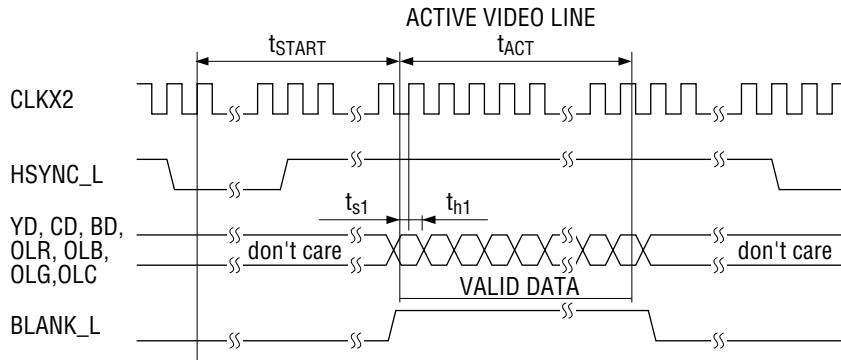 ACTIVE VIDEO LINE
tSTART
tACT
CLKX2
HSYNC_L
ts1
th1
YD, CD, BD,
OLR, OLB,
OLG,OLC
don't care
don't care
VALID DATA
BLANK_L